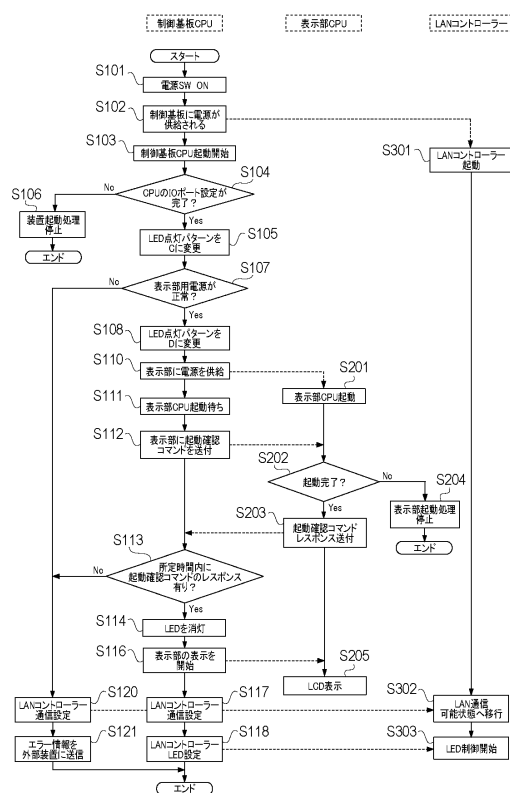 制御基板CPU
表示部CPU
LANコントローラー
スタート
S101
電源SW ON
S102
制御基板に電源が
供給される
S103
制御基板CPU起動開始
S301
LANコントローラー
起動
S104
CPUのIOポート設定が
完了？
No
Yes
S106
装置起動処理
停止
エンド
S105
LED点灯パターンを
Cに変更
S107
表示部用電源が
正常？
No
Yes
S108
LED点灯パターンを
Dに変更
S110
表示部に電源を供給
S201
表示部CPU起動
S111
表示部CPU起動待ち
S112
表示部に起動確認
コマンドを送付
S202
起動完了？
No
Yes
S204
表示部起動処理
停止
エンド
S203
起動確認コマンド
レスポンス送付
S113
所定時間内に
起動確認コマンドのレスポンス
有り？
No
Yes
S114
LEDを消灯
S116
表示部の表示を
開始
S205
LCD表示
S120
LANコントローラー
通信設定
S117
LANコントローラー
通信設定
S302
LAN通信
可能状態へ移行
S121
エラー情報を
外部装置に送信
S118
LANコントローラー
LED設定
S303
LED制御開始
エンド